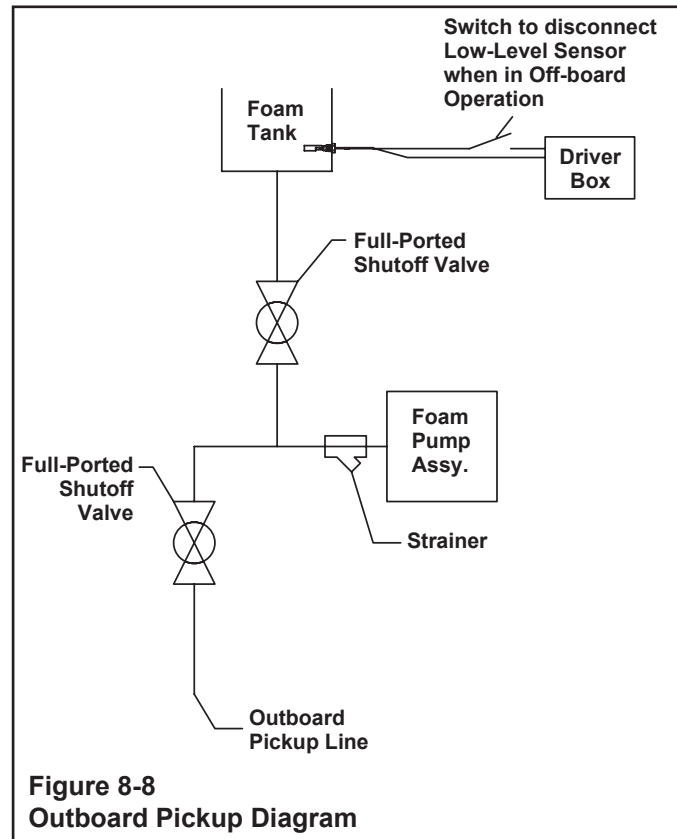 Switch to disconnect
Low-Level Sensor
when in Off-board
Operation
Foam
Tank
Driver
Box
Full-Ported
Shutoff Valve
Foam
Pump
Assy.
Full-Ported
Shutoff
Valve
Strainer
Outboard
Pickup Line
Figure 8-8
Outboard Pickup Diagram